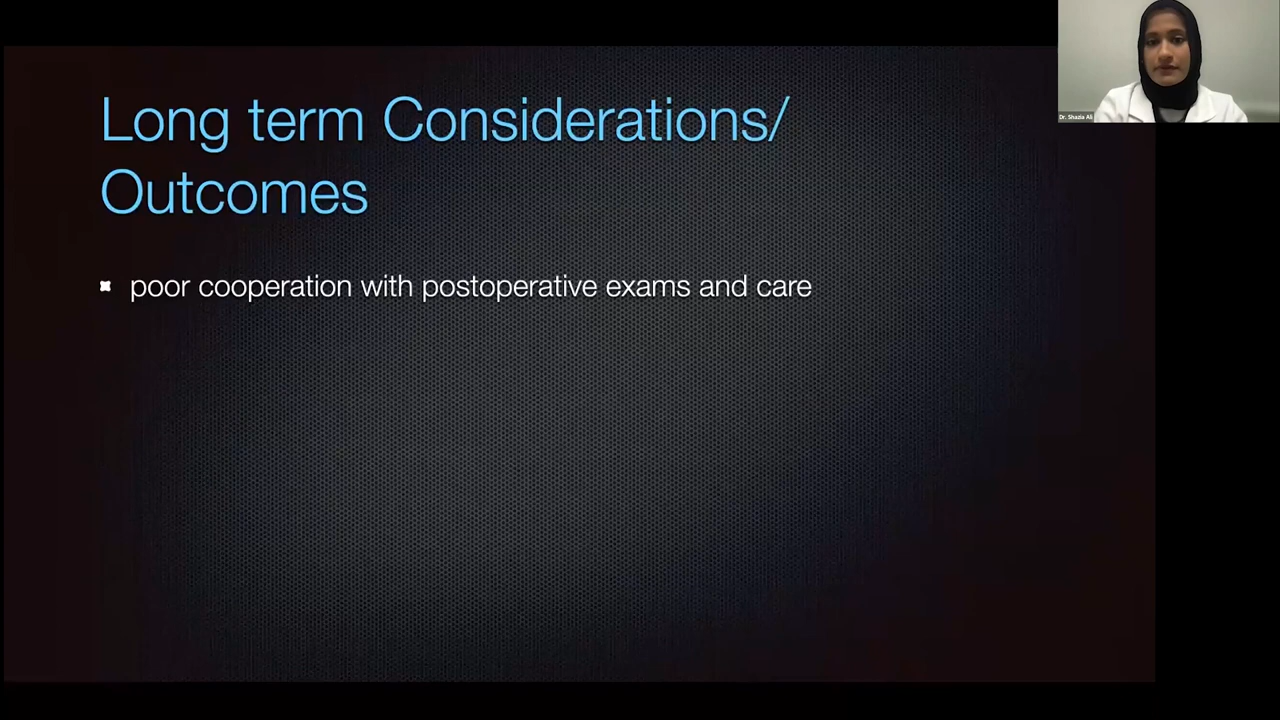 Long term Considerations/
Outcomes
poor cooperation with postoperative exams and care
Dr. Shazia Ali